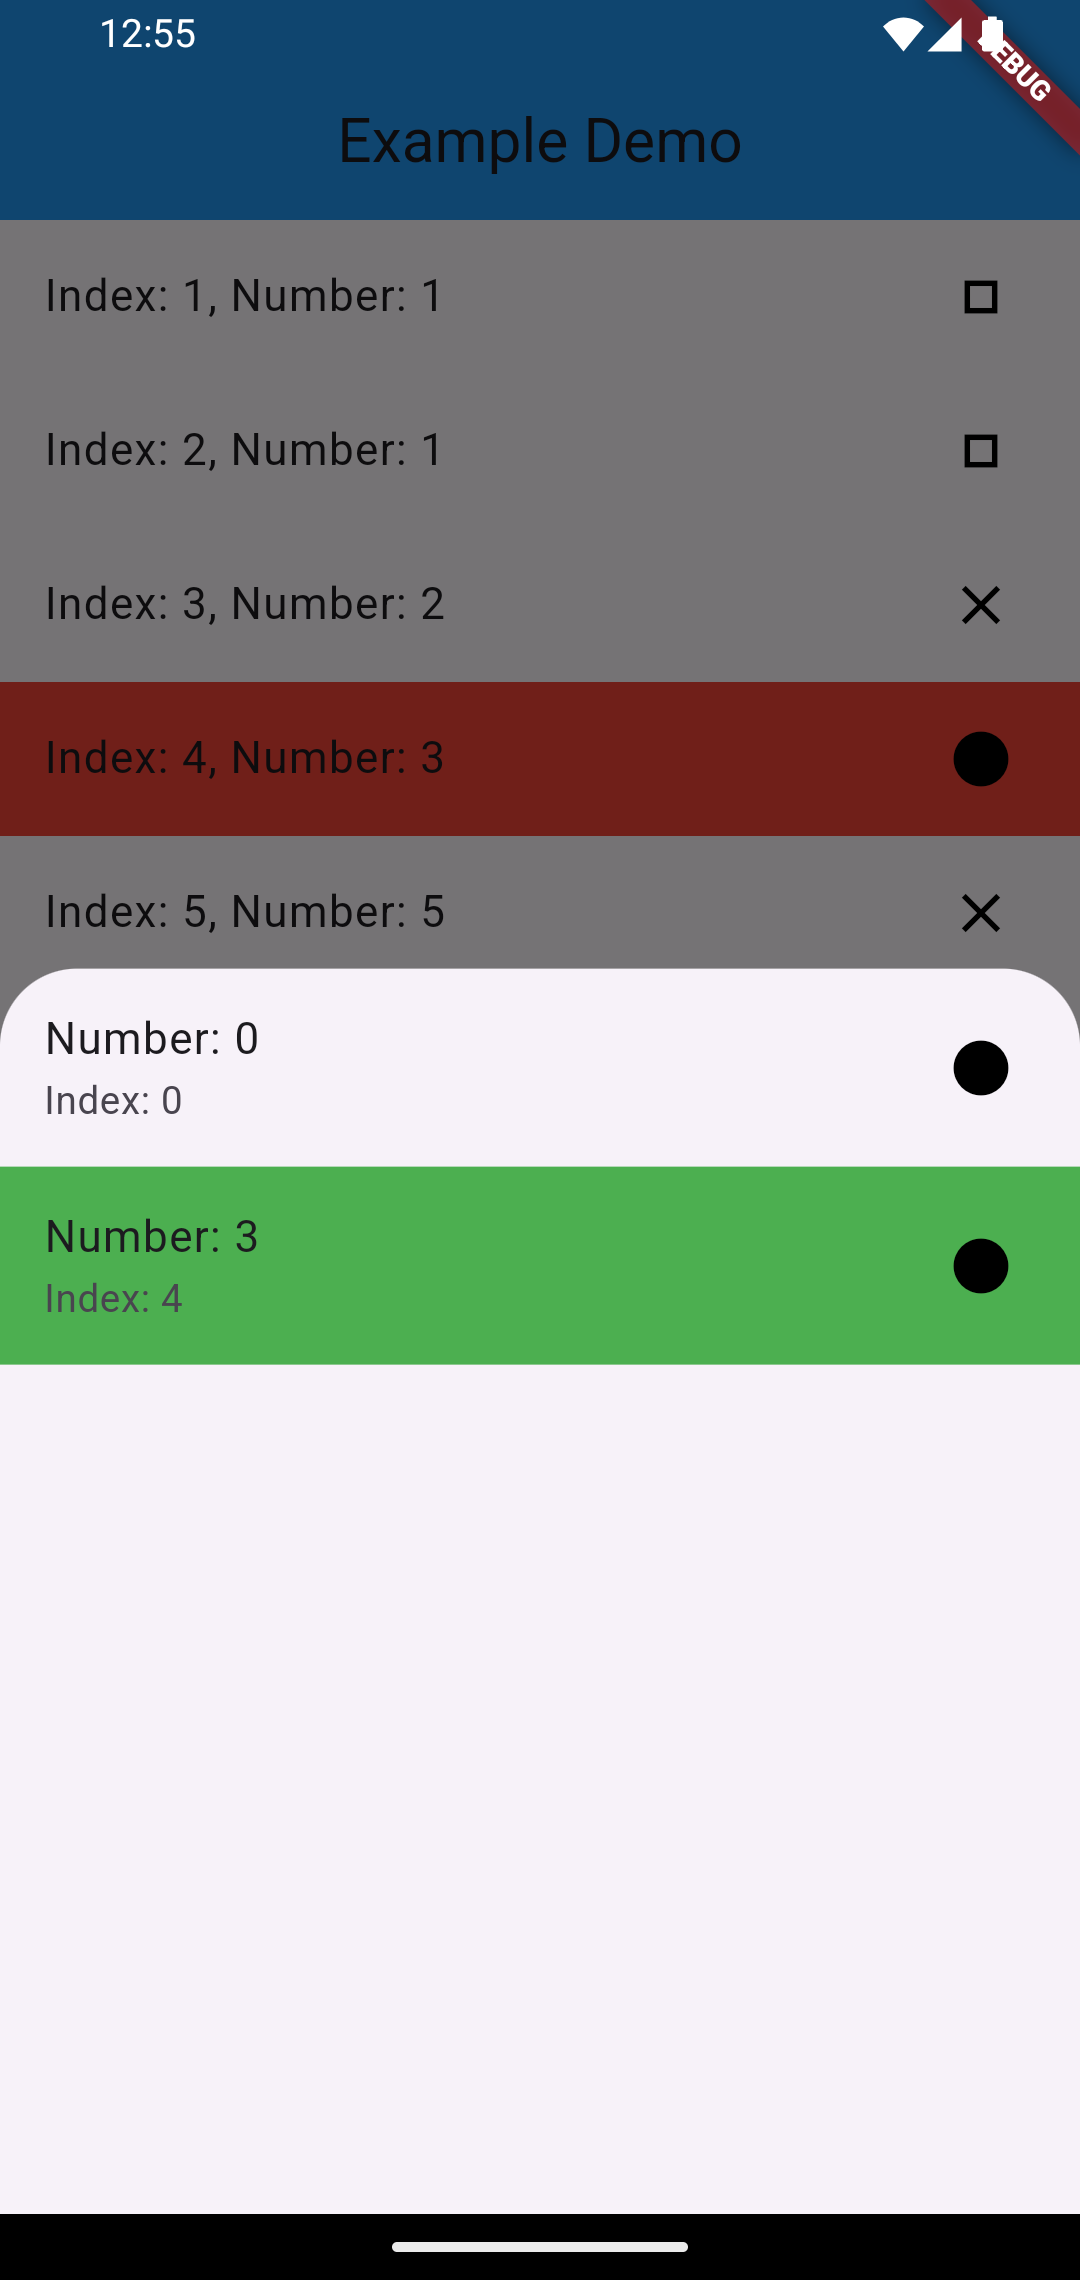 12:55
EBUG
Example Demo
Index: 1, Number: 1
Index: 2, Number: 1
Index: 3, Number: 2
Index: 4, Number: 3
Index: 5, Number: 5
Number: 0
Index: 0
Number: 3
Index: 4